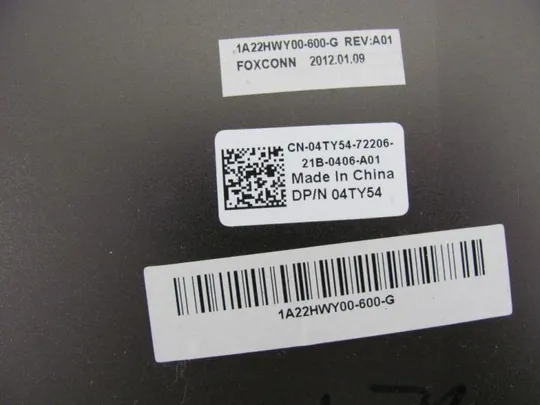 1A22HWY00-600-G REV:A01
FOXCONN 2012.01.09
CN-04TY54-72206-
21B-0406-A01
Made In China
DP/N 04TY54
1A22HWY00-600-G